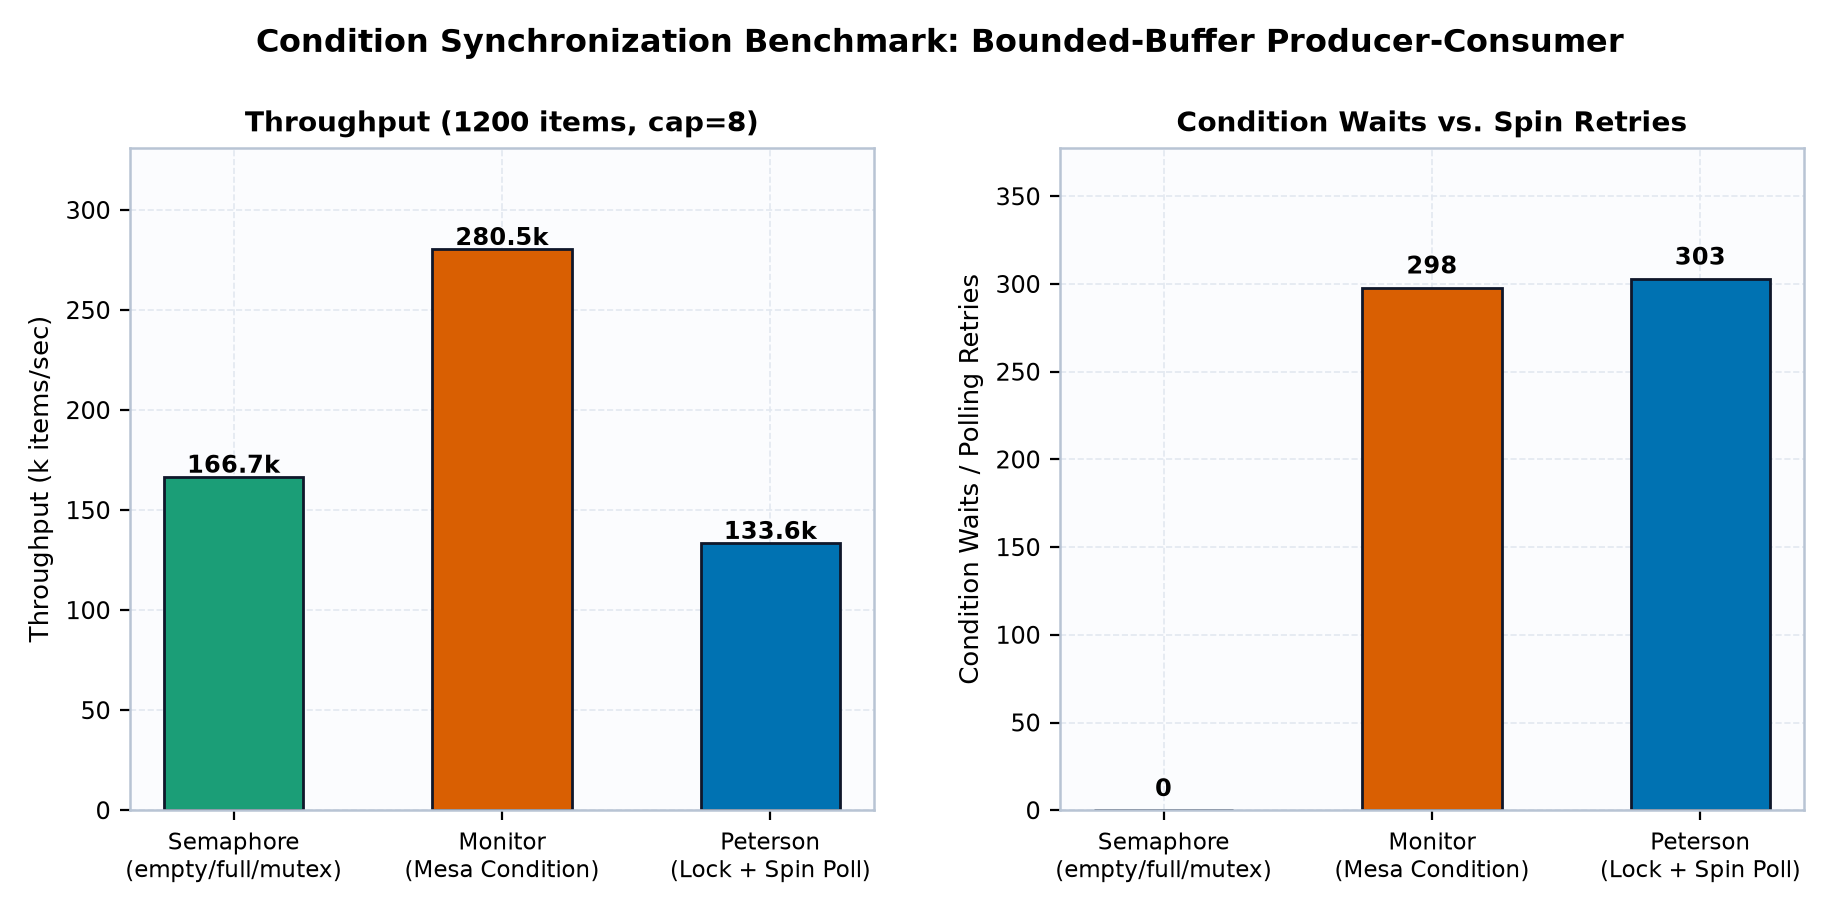 Condition Synchronization Benchmark: Bounded-Buffer Producer-Consumer
Throughput (1200 items, cap=8)
Throughput (k items/sec)
300
250
200
150
100
50
0
166.7k
280.5k
133.6k
Semaphore
(empty/full/mutex)
Monitor
(Mesa Condition)
Peterson
(Lock + Spin Poll)
Condition Waits vs. Spin Retries
Condition Waits / Polling Retries
350
300
250
200
150
100
50
0
0
298
303
Semaphore
(empty/full/mutex)
Monitor
(Mesa Condition)
Peterson
(Lock + Spin Poll)